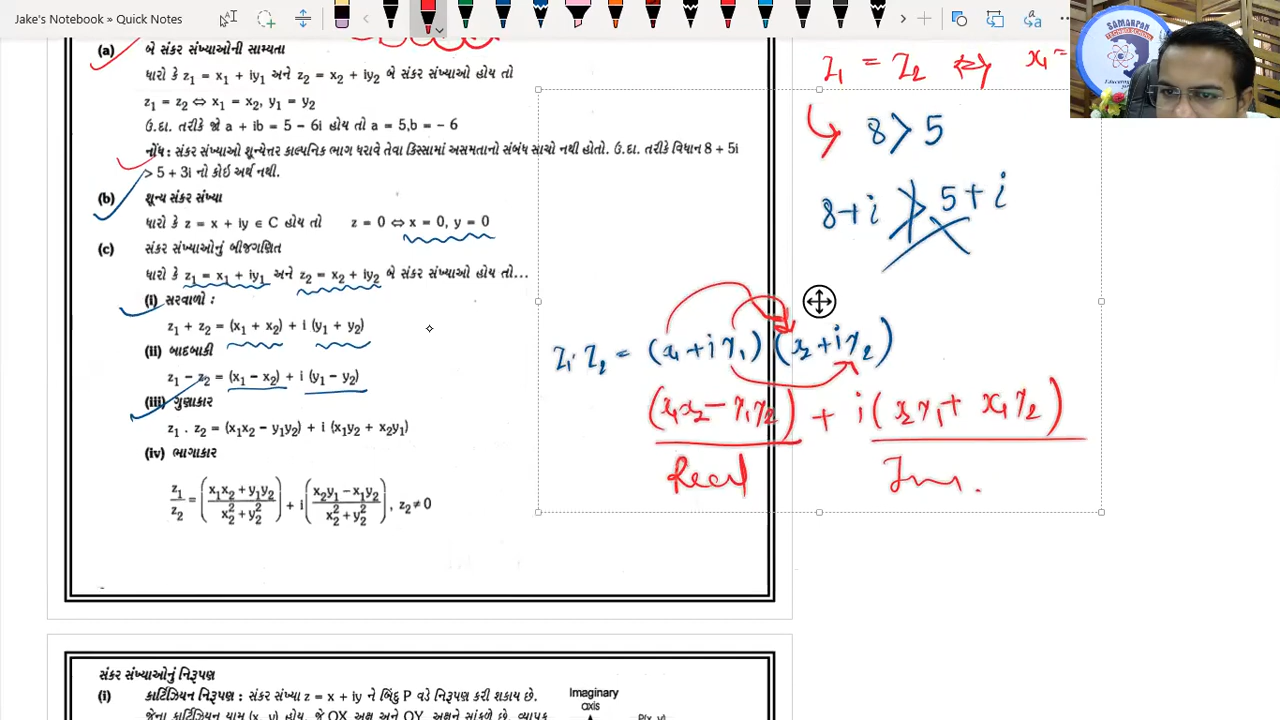 Jake's Notebook » Quick Notes
(a) બે સંકર સંખ્યાઓની સામ્યતા
ધારો કે z₁ = x₁ + iy₁ અને z₂ = x₂ + iy₂ બે સંકર સંખ્યાઓ હોય તો
z₁ = z₂ ⇔ x₁ = x₂, y₁ = y₂
ઉ.દા. તરીકે જો a + ib = 5 – 6i હોય તો a = 5, b = – 6
નોંધ : સંકર સંખ્યાઓ શૂન્યેત્તર કાલ્પનિક ભાગ ધરાવે તેવા કિસ્સામાં અસમતાનો સંબંધ સાચો નથી હોતો. ઉ.દા. તરીકે વિધાન 8 + 5i
> 5 + 3i નો કોઈ અર્થ નથી.
(b) શૂન્ય સંકર સંખ્યા
ધારો કે z = x + iy ∈ C હોય તો z = 0 ⇔ x = 0, y = 0
(c) સંકર સંખ્યાઓનું બીજગણિત
ધારો કે z₁ = x₁ + iy₁ અને z₂ = x₂ + iy₂ બે સંકર સંખ્યાઓ હોય તો...
(i) સરવાળો :
z₁ + z₂ = (x₁ + x₂) + i (y₁ + y₂)
(ii) બાદબાકી
z₁ – z₂ = (x₁ – x₂) + i (y₁ – y₂)
(iii) ગુણાકાર
z₁ . z₂ = (x₁x₂ – y₁y₂) + i (x₁y₂ + x₂y₁)
(iv) ભાગાકાર
z₁/z₂ = ((x₁x₂ + y₁y₂)/(x₂² + y₂²)) + i ((x₂y₁ – x₁y₂)/(x₂² + y₂²)), z₂ ≠ 0
z₁ = z₂ ⇔ x₁ =
8 > 5
8 + i > 5 + i
z₁ . z₂ = (x₁ + iy₁) (x₂ + iy₂)
(x₁x₂ – y₁y₂) + i (x₂y₁ + x₁y₂)
Real
SAMARPAN
સંકર સંખ્યાઓનું નિરૂપણ
(i) કાર્ટિઝિયન નિરૂપણ : સંકર સંખ્યા z = x + iy ને બિંદુ P વડે નિરૂપણ કરી શકાય છે.
Imaginary
axis
P(x, y)